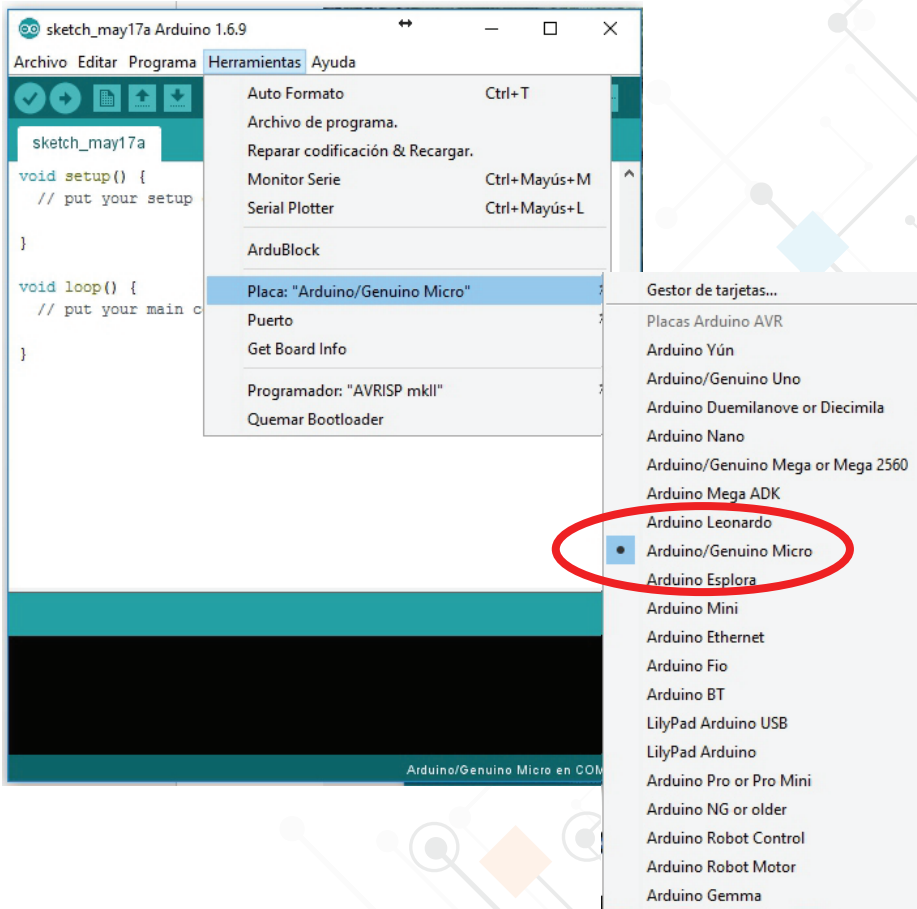 sketch_may17a Arduino 1.6.9
Archivo Editar Programa Herramientas Ayuda
sketch_may17a
void setup() {
// put your setup
}
void loop() {
// put your main c
}
Auto Formato Ctrl+T
Archivo de programa.
Reparar codificación & Recargar.
Monitor Serie Ctrl+Mayús+M
Serial Plotter Ctrl+Mayús+L
ArduBlock
Placa: "Arduino/Genuino Micro"
Puerto
Get Board Info
Programador: "AVRISP mkII"
Quemar Bootloader
Gestor de tarjetas...
Placas Arduino AVR
Arduino Yún
Arduino/Genuino Uno
Arduino Duemilanove or Diecimila
Arduino Nano
Arduino/Genuino Mega or Mega 2560
Arduino Mega ADK
Arduino Leonardo
Arduino/Genuino Micro
Arduino Esplora
Arduino Mini
Arduino Ethernet
Arduino Fio
Arduino BT
LilyPad Arduino USB
LilyPad Arduino
Arduino Pro or Pro Mini
Arduino NG or older
Arduino Robot Control
Arduino Robot Motor
Arduino Gemma
Arduino/Genuino Micro en COM